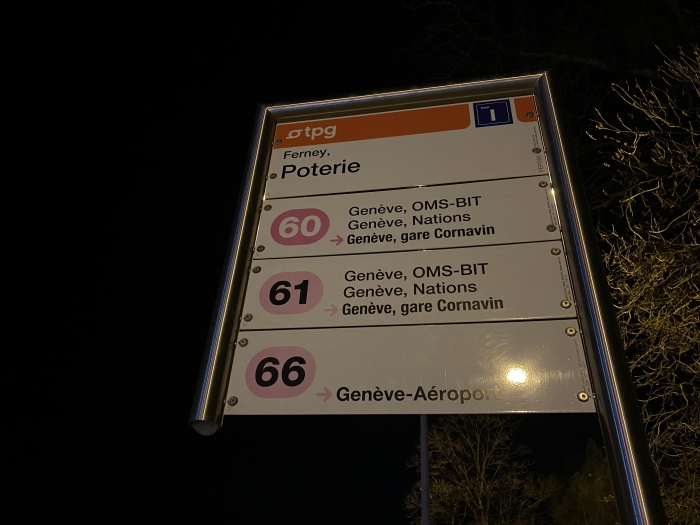 tpg
Ferney,
Poterie
60
Genève, OMS-BIT
Genève, Nations
→ Genève, gare Cornavin
61
Genève, OMS-BIT
Genève, Nations
→ Genève, gare Cornavin
66
→ Genève-Aéroport